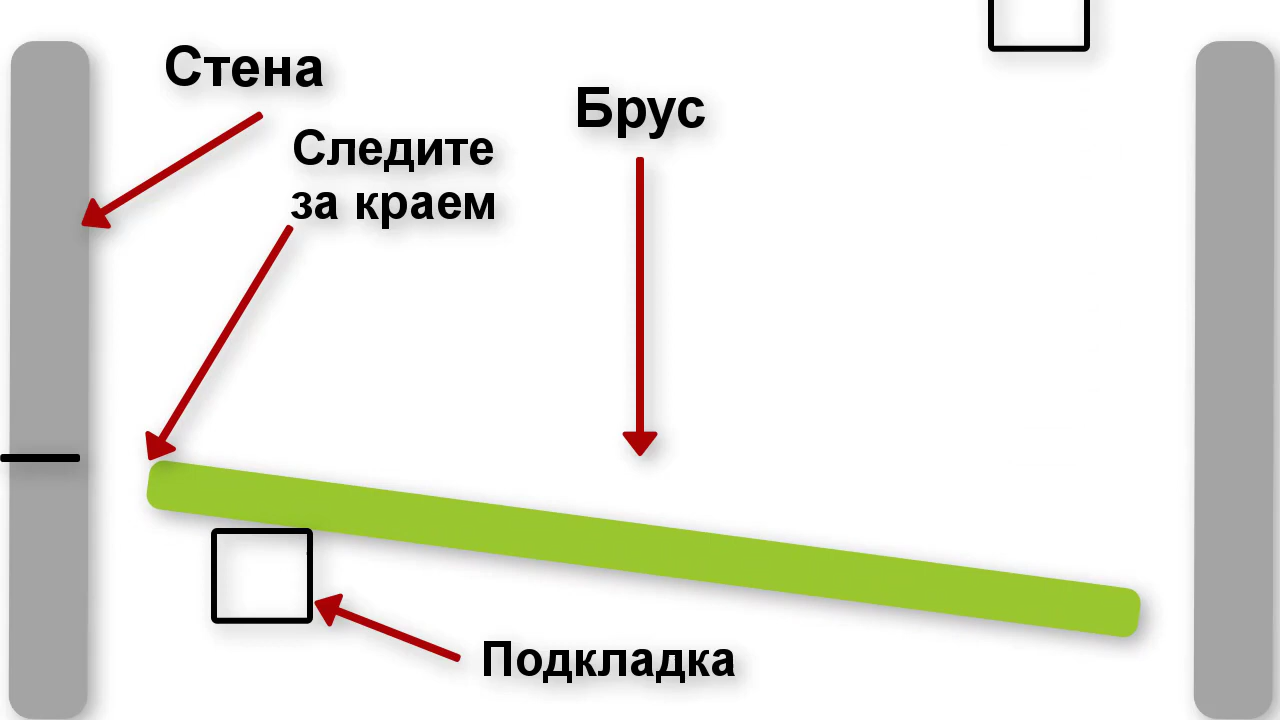 Стена
Брус
Следите
за краем
Подкладка